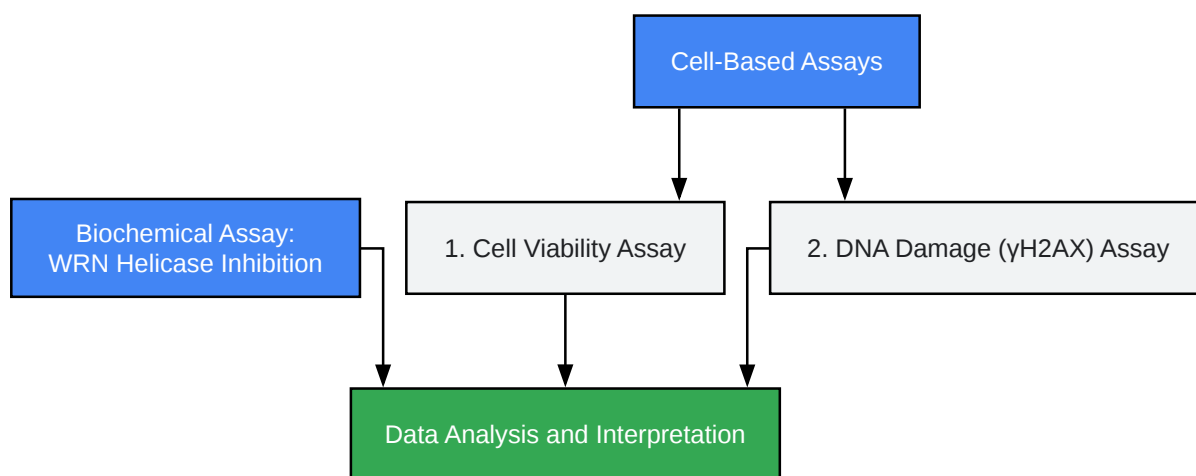 Cell-Based Assays
Biochemical Assay:
WRN Helicase Inhibition
1. Cell Viability Assay
2. DNA Damage (γH2AX) Assay
Data Analysis and Interpretation